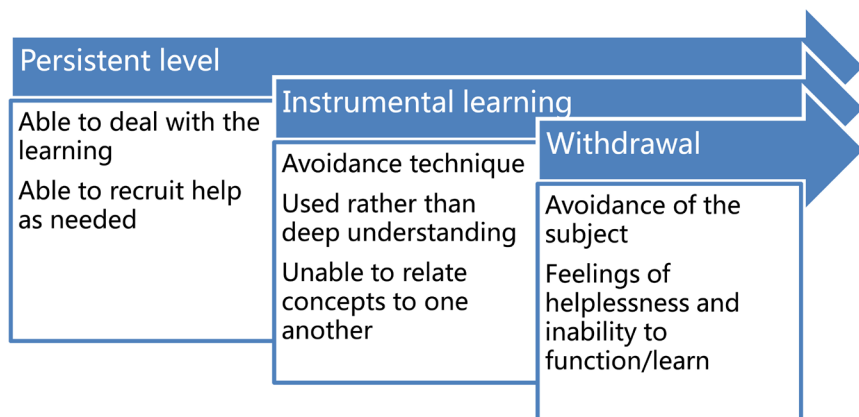 Persistent level
Able to deal with the
learning
Able to recruit help
as needed
Instrumental learning
Avoidance technique
Used rather than
deep understanding
Unable to relate
concepts to one
another
Withdrawal
Avoidance of the
subject
Feelings of
helplessness and
inability to
function/learn